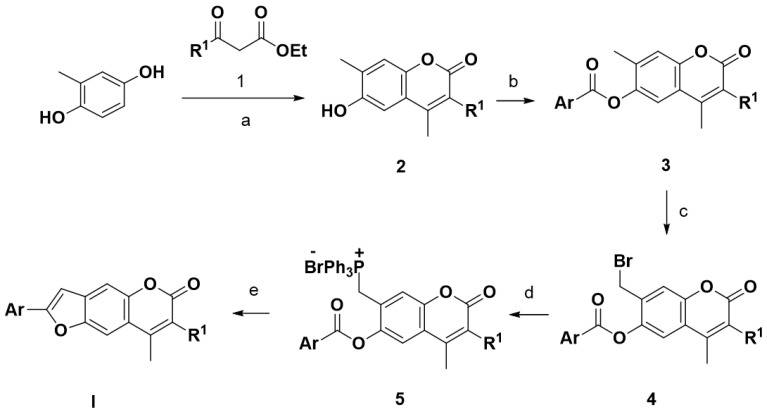 O O
R1 OEt
OH
HO
1
a
O O
HO R1
2
b
O O
O
Ar O R1
3
c
Br
O O
O
Ar O R1
4
d
- +
BrPh3P
O O
O
Ar O R1
5
e
O O
Ar
O R1
I